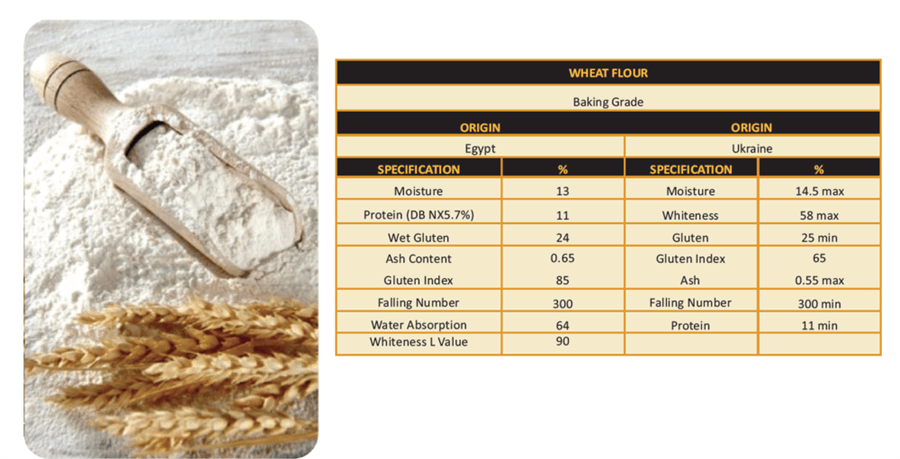 WHEAT FLOUR
Baking Grade
ORIGIN ORIGIN
Egypt Ukraine
SPECIFICATION % SPECIFICATION %
Moisture 13 Moisture 14.5 max
Protein (DB NX5.7%) 11 Whiteness 58 max
Wet Gluten 24 Gluten 25 min
Ash Content 0.65 Gluten Index 65
Gluten Index 85 Ash 0.55 max
Falling Number 300 Falling Number 300 min
Water Absorption 64 Protein 11 min
Whiteness L Value 90